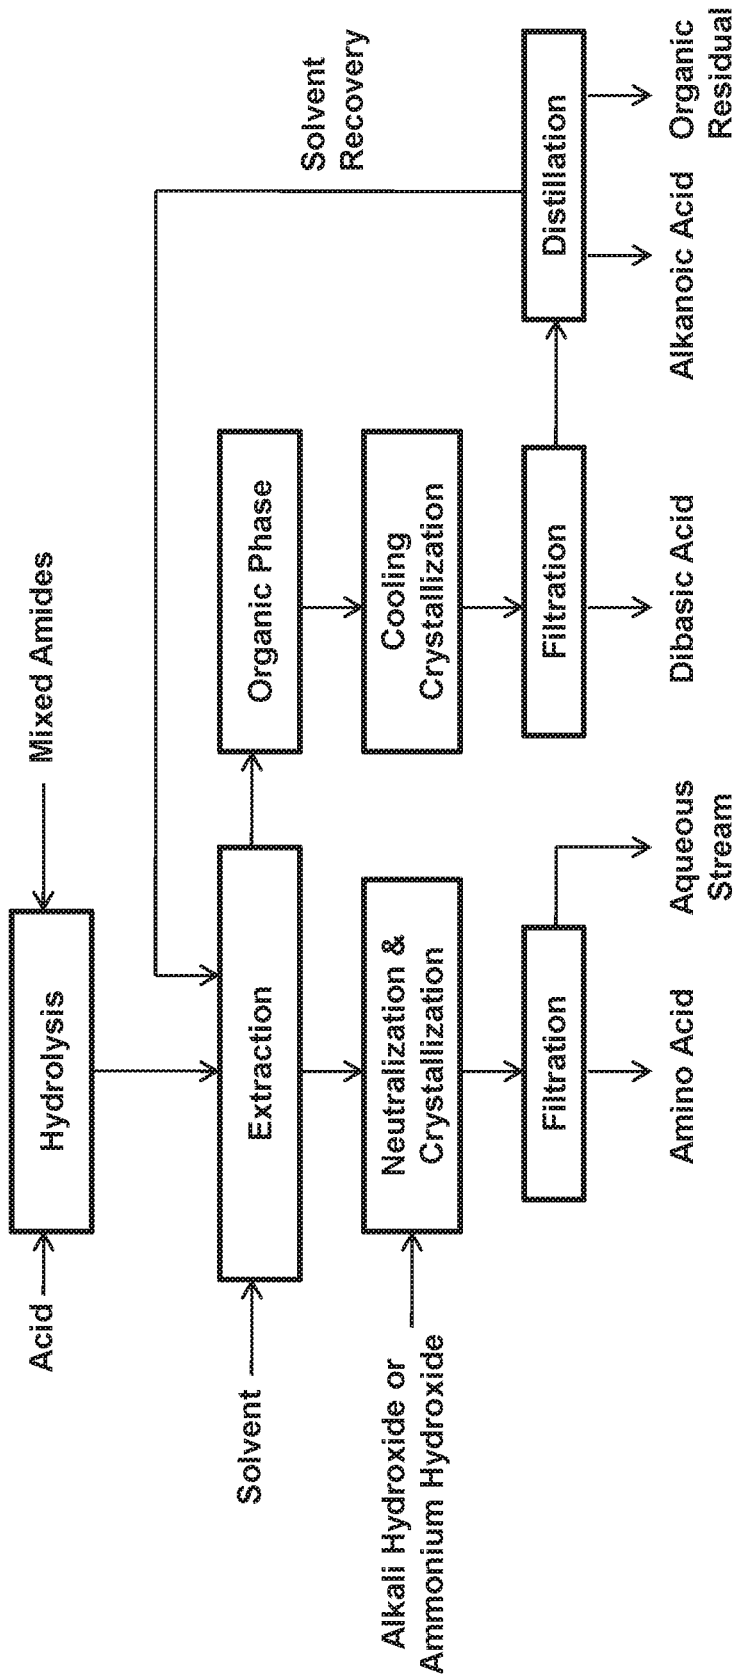 Acid
Hydrolysis
Mixed Amides
Solvent
Extraction
Organic Phase
Solvent
Recovery
Alkali Hydroxide or
Ammonium Hydroxide
Neutralization &
Crystallization
Cooling
Crystallization
Filtration
Filtration
Distillation
Amino Acid
Aqueous
Stream
Dibasic Acid
Alkanoic Acid
Organic
Residual